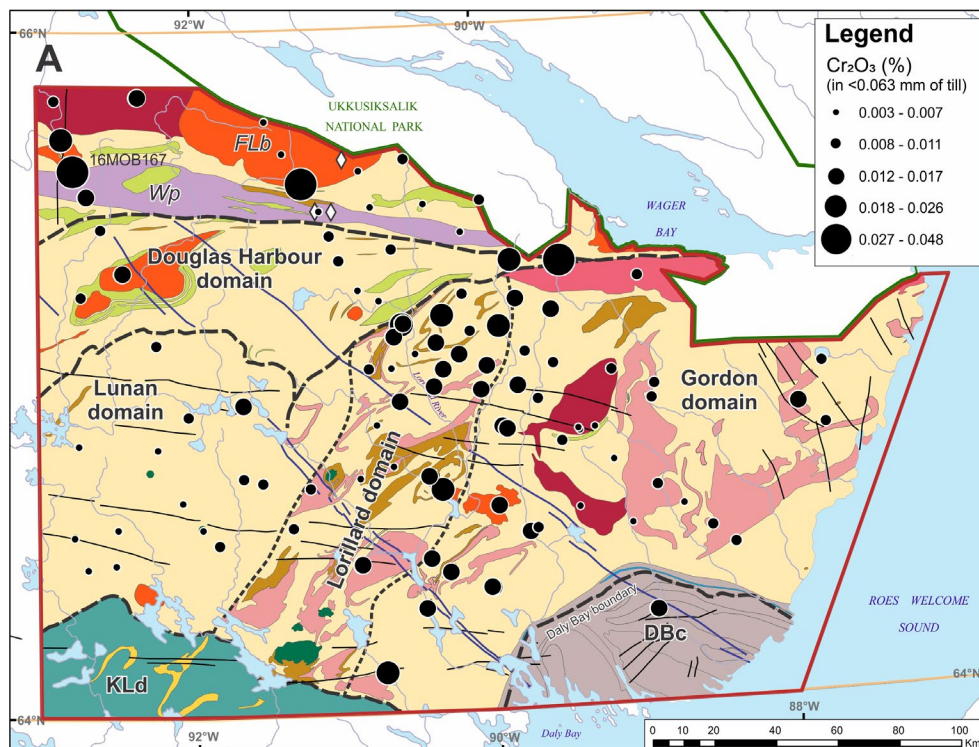 92°W
90°W
66°N
A
Legend
Cr₂O₃ (%)
(in <0.063 mm of till)
0.003 - 0.007
0.008 - 0.011
0.012 - 0.017
0.018 - 0.026
0.027 - 0.048
UKKUSIKSALIK
NATIONAL PARK
FLb
16MOB167
Wp
WAGER
BAY
Douglas Harbour
domain
Lunan
domain
Gordon
domain
Lorillard domain
Daly Bay boundary
DBc
ROES WELCOME
SOUND
KLd
64°N
64°N
88°W
92°W
90°W
Daly Bay
0 10 20 40 60 80 100
Km